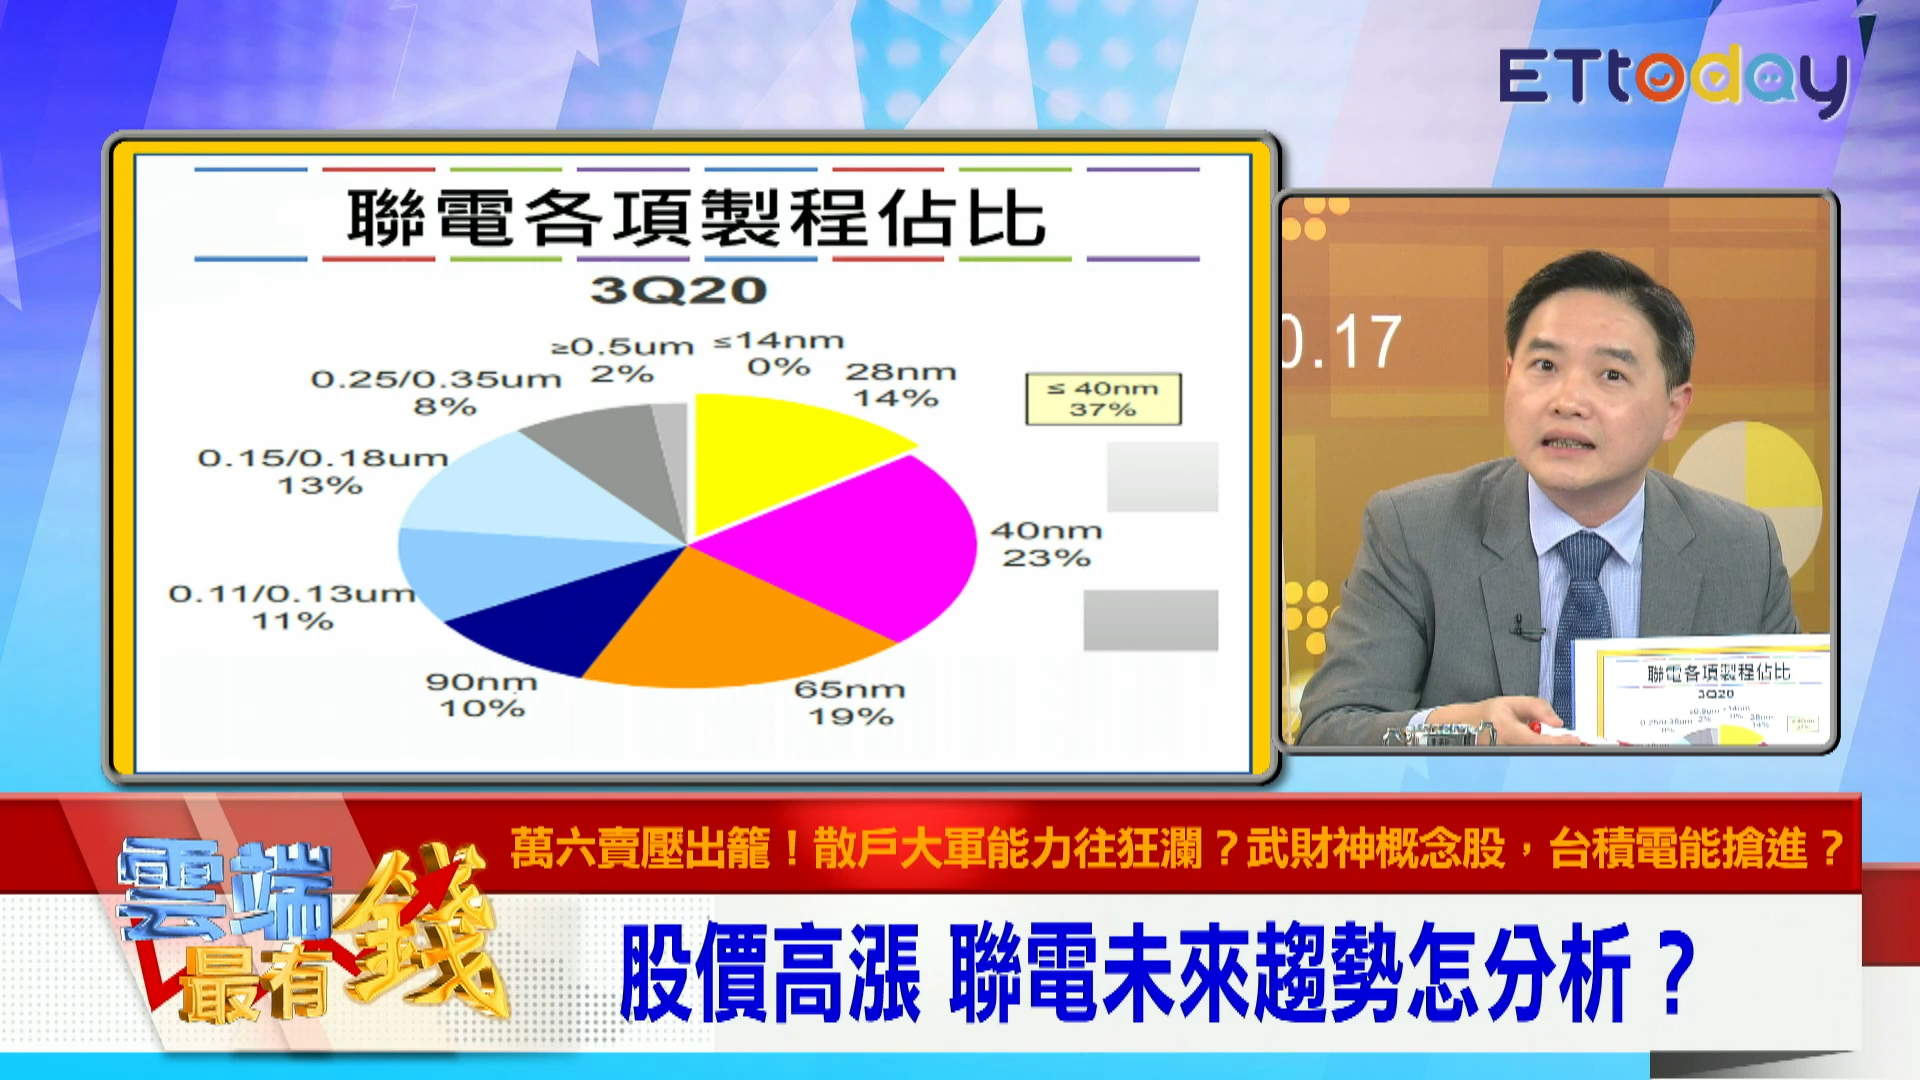 ETtoday
聯電各項製程佔比
3Q20
≥0.5um
2%
≤14nm
0%
28nm
14%
0.25/0.35um
8%
≤ 40nm
37%
0.15/0.18um
13%
40nm
23%
0.11/0.13um
11%
90nm
10%
65nm
19%
0.17
聯電各項製程佔比
3Q20
萬六賣壓出籠！散戶大軍能力往狂瀾？武財神概念股，台積電能搶進？
雲端
最有錢
股價高漲 聯電未來趨勢怎分析？